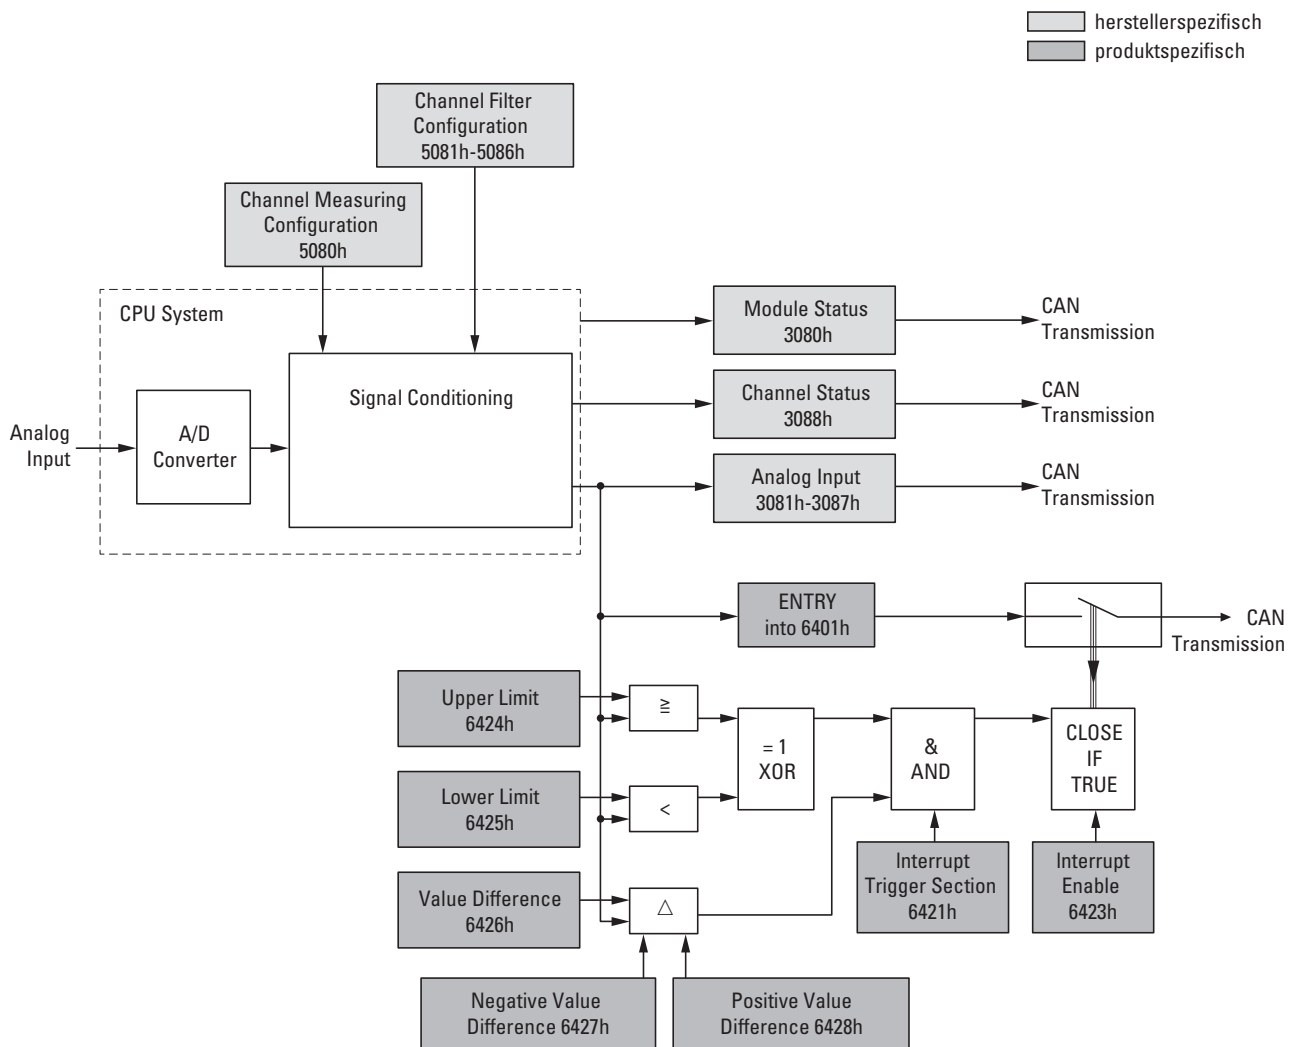 herstellerspezifisch
produktspezifisch
Channel Filter
Configuration
5081h-5086h
Channel Measuring
Configuration
5080h
CPU System
Module Status
3080h
CAN
Transmission
Signal Conditioning
Channel Status
3088h
CAN
Transmission
Analog
Input
A/D
Converter
Analog Input
3081h-3087h
CAN
Transmission
ENTRY
into 6401h
CAN
Transmission
Upper Limit
6424h
≧
= 1
XOR
&
AND
CLOSE
IF
TRUE
Lower Limit
6425h
<
Interrupt
Trigger Section
6421h
Interrupt
Enable
6423h
Value Difference
6426h
△
Negative Value
Difference 6427h
Positive Value
Difference 6428h